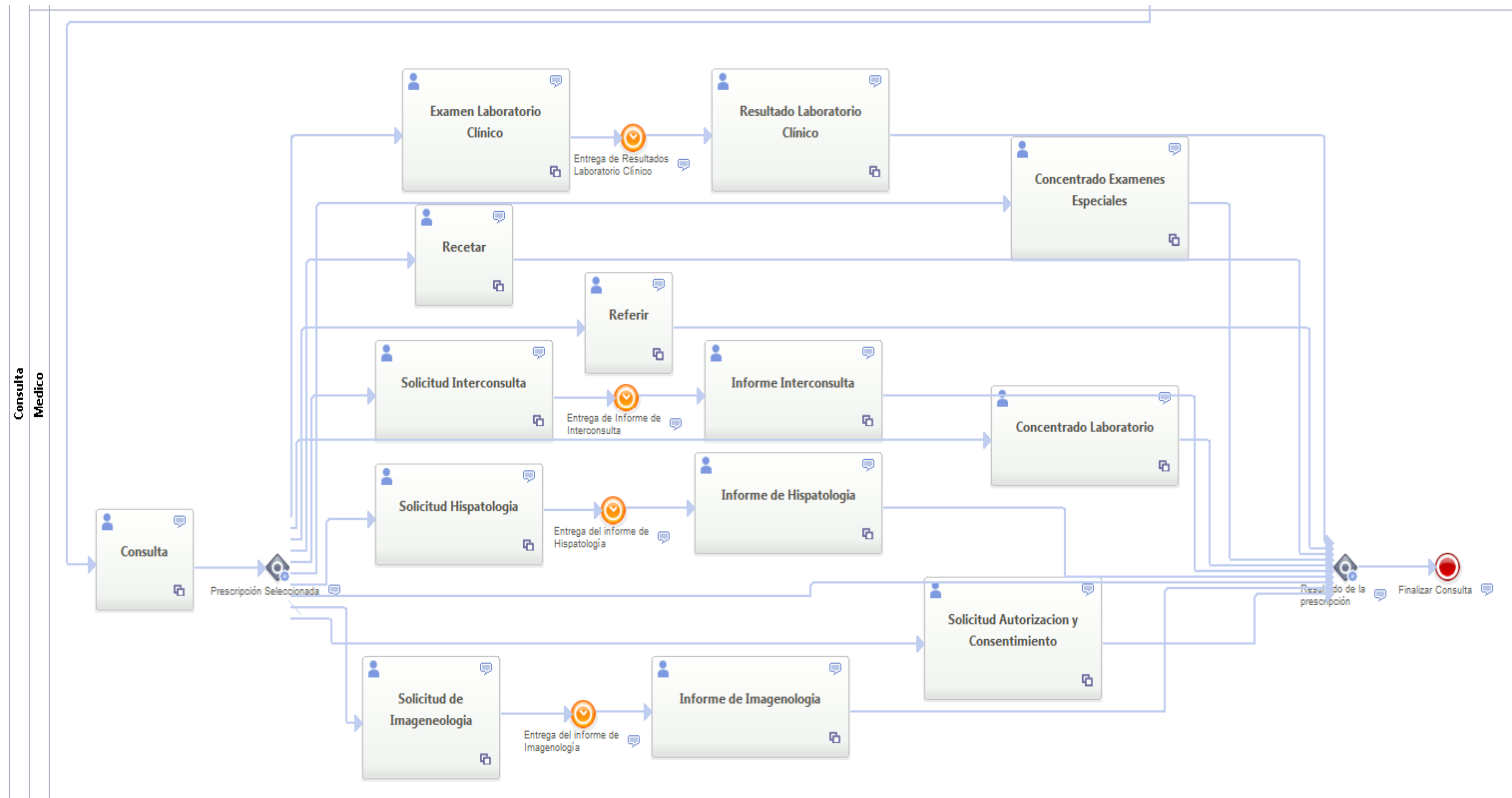 Consulta
Medico
Examen Laboratorio
Clínico
Entrega de Resultados
Laboratorio Clínico
Resultado Laboratorio
Clínico
Concentrado Examenes
Especiales
Recetar
Referir
Solicitud Interconsulta
Entrega de Informe de
Interconsulta
Informe Interconsulta
Concentrado Laboratorio
Solicitud Hispatologia
Entrega del informe de
Hispatología
Informe de Hispatologia
Consulta
Prescripción Seleccionada
Resultado de la
prescripción
Finalizar Consulta
Solicitud Autorizacion y
Consentimiento
Solicitud de
Imageneologia
Entrega del informe de
Imagenología
Informe de Imagenologia